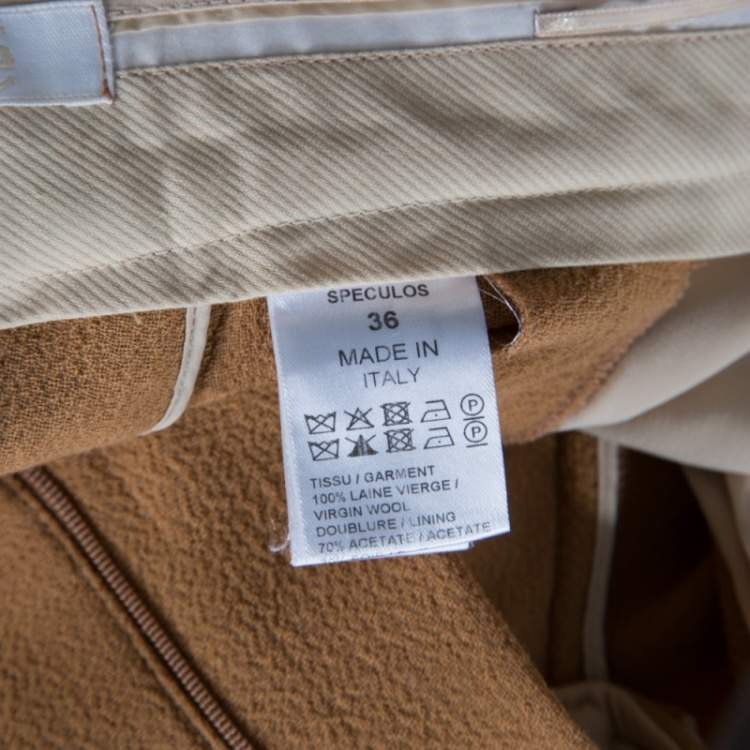 SPECULOS
36
MADE IN
ITALY
P
P
TISSU / GARMENT
100% LAINE VIERGE /
VIRGIN WOOL
DOUBLURE / LINING
70% ACETATE / ACETATE